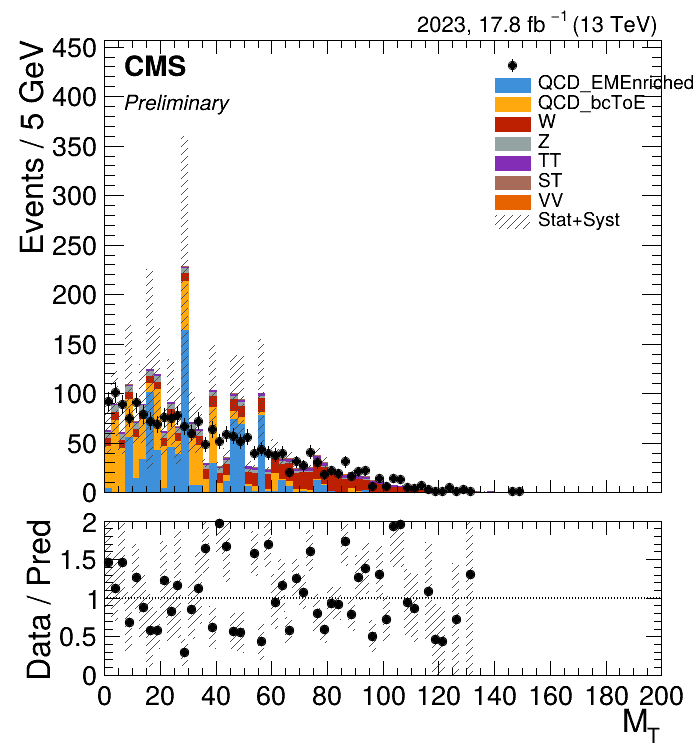 2023, 17.8 fb⁻¹ (13 TeV)
CMS
Preliminary
Events / 5 GeV
450
400
350
300
250
200
150
100
50
0
QCD_EMEnriched
QCD_bcToE
W
Z
TT
ST
VV
Stat+Syst
Data / Pred
2
1.5
1
0.5
0
0 20 40 60 80 100 120 140 160 180 200
M_T